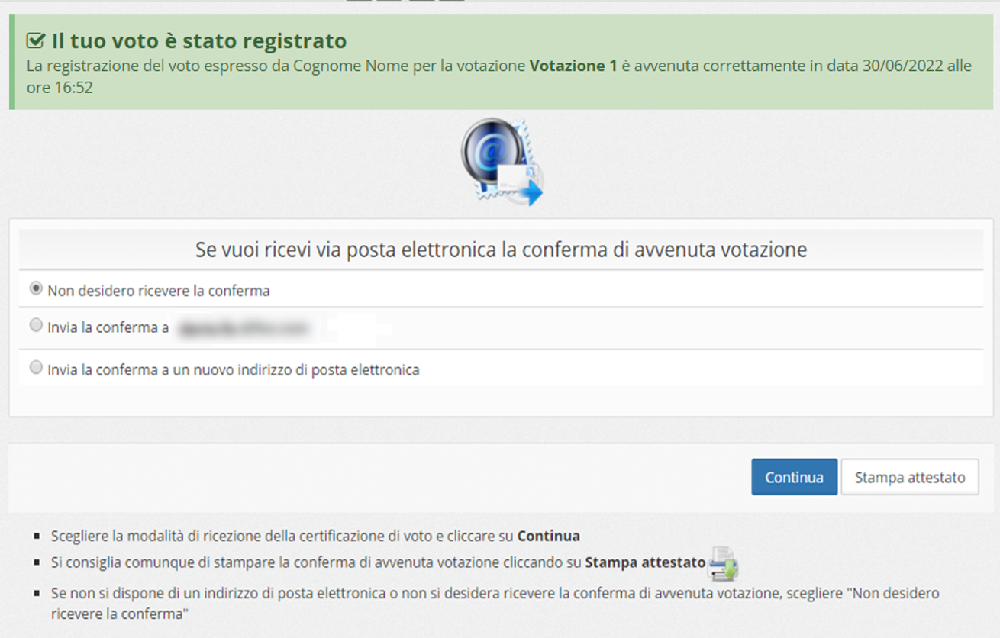 Il tuo voto è stato registrato
La registrazione del voto espresso da Cognome Nome per la votazione Votazione 1 è avvenuta correttamente in data 30/06/2022 alle
ore 16:52
Se vuoi ricevi via posta elettronica la conferma di avvenuta votazione
Non desidero ricevere la conferma
Invia la conferma a
Invia la conferma a un nuovo indirizzo di posta elettronica
Continua
Stampa attestato
Scegliere la modalità di ricezione della certificazione di voto e cliccare su Continua
Si consiglia comunque di stampare la conferma di avvenuta votazione cliccando su Stampa attestato
Se non si dispone di un indirizzo di posta elettronica o non si desidera ricevere la conferma di avvenuta votazione, scegliere "Non desidero
ricevere la conferma"